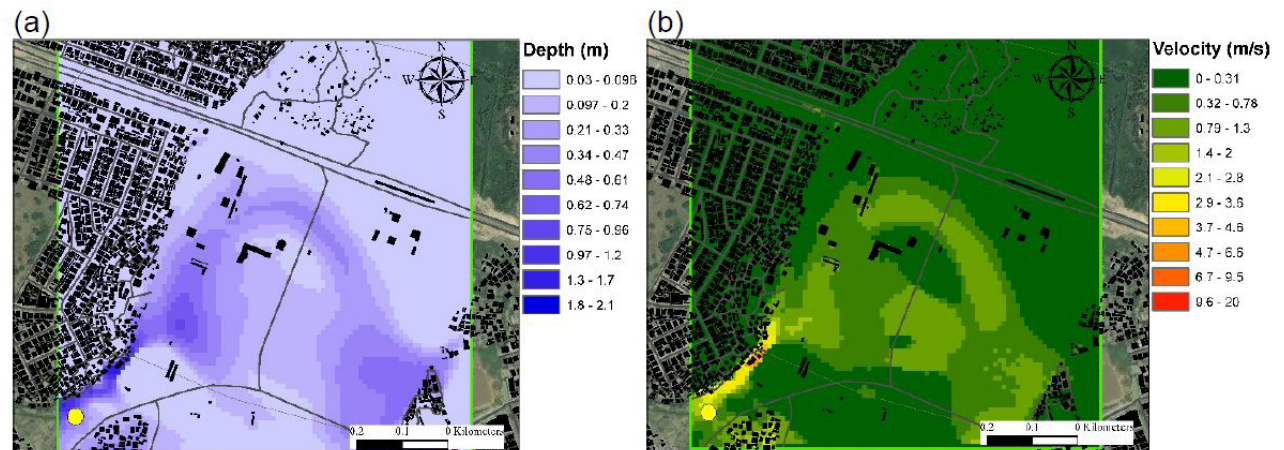 (a)
(b)
Depth (m)
0.03 - 0.096
0.097 - 0.2
0.21 - 0.33
0.34 - 0.47
0.48 - 0.61
0.62 - 0.74
0.75 - 0.96
0.97 - 1.2
1.3 - 1.7
1.8 - 2.1
N
W E
S
0.2 0.1 0 Kilometers
Velocity (m/s)
0 - 0.31
0.32 - 0.78
0.79 - 1.3
1.4 - 2
2.1 - 2.8
2.9 - 3.6
3.7 - 4.6
4.7 - 6.6
6.7 - 9.5
9.6 - 20
N
W E
S
0.2 0.1 0 Kilometers